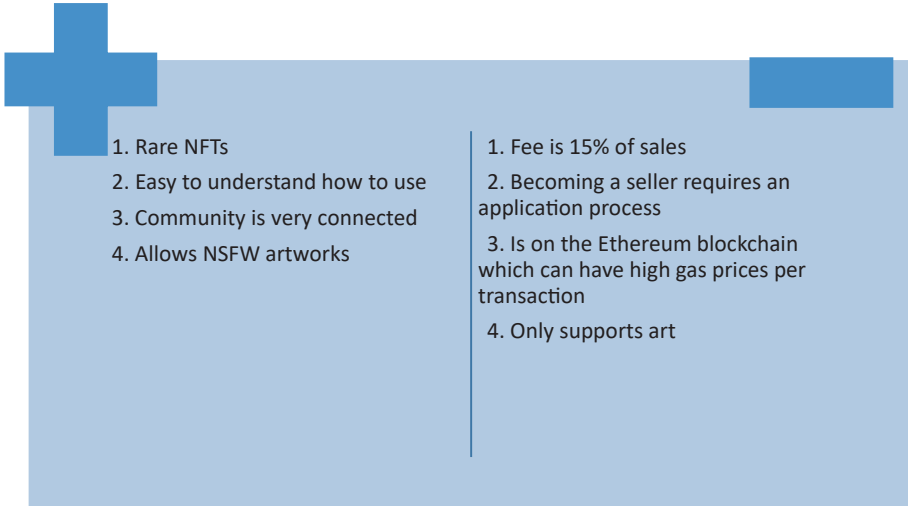 1. Rare NFTs
2. Easy to understand how to use
3. Community is very connected
4. Allows NSFW artworks
1. Fee is 15% of sales
2. Becoming a seller requires an
application process
3. Is on the Ethereum blockchain
which can have high gas prices per
transaction
4. Only supports art